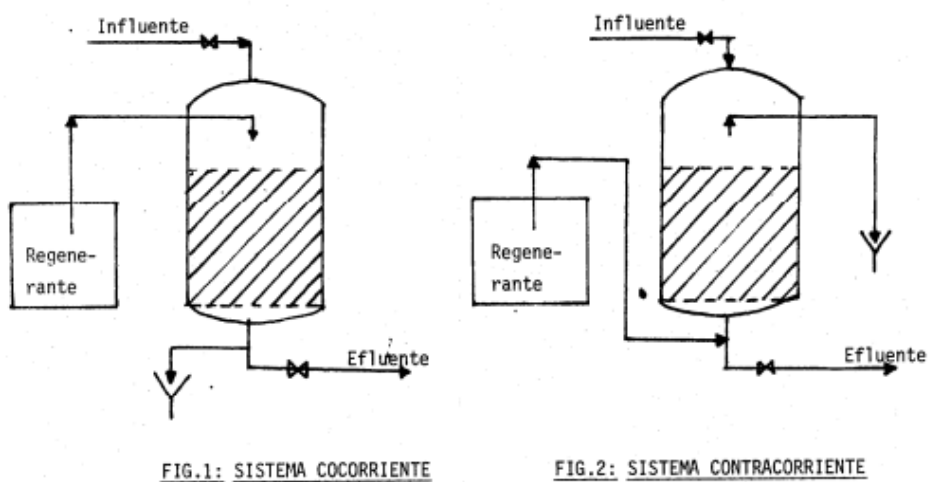 Influente
Regene-
rante
Efluente
FIG.1: SISTEMA COCORRIENTE
Influente
Regene-
rante
Efluente
FIG.2: SISTEMA CONTRACORRIENTE